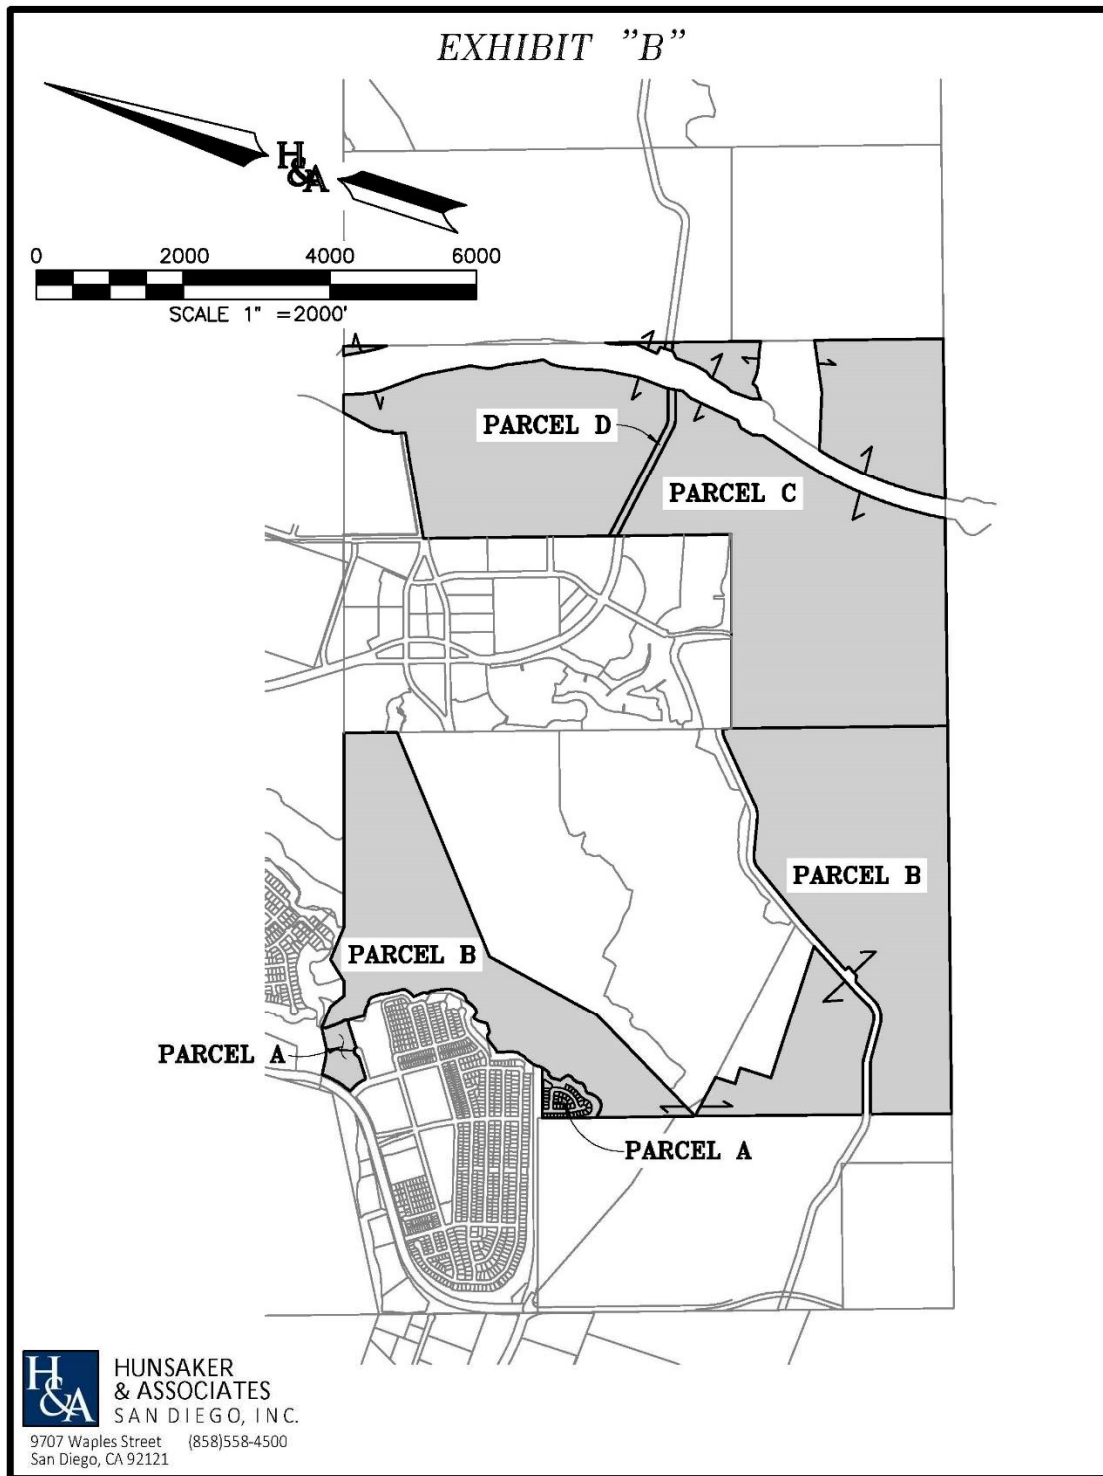 EXHIBIT "B"
H&A
0 2000 4000 6000
SCALE 1" =2000'
PARCEL D
PARCEL C
PARCEL B
PARCEL B
PARCEL A
PARCEL A
H&A
HUNSAKER
& ASSOCIATES
SAN DIEGO, INC.
9707 Waples Street (858)558-4500
San Diego, CA 92121